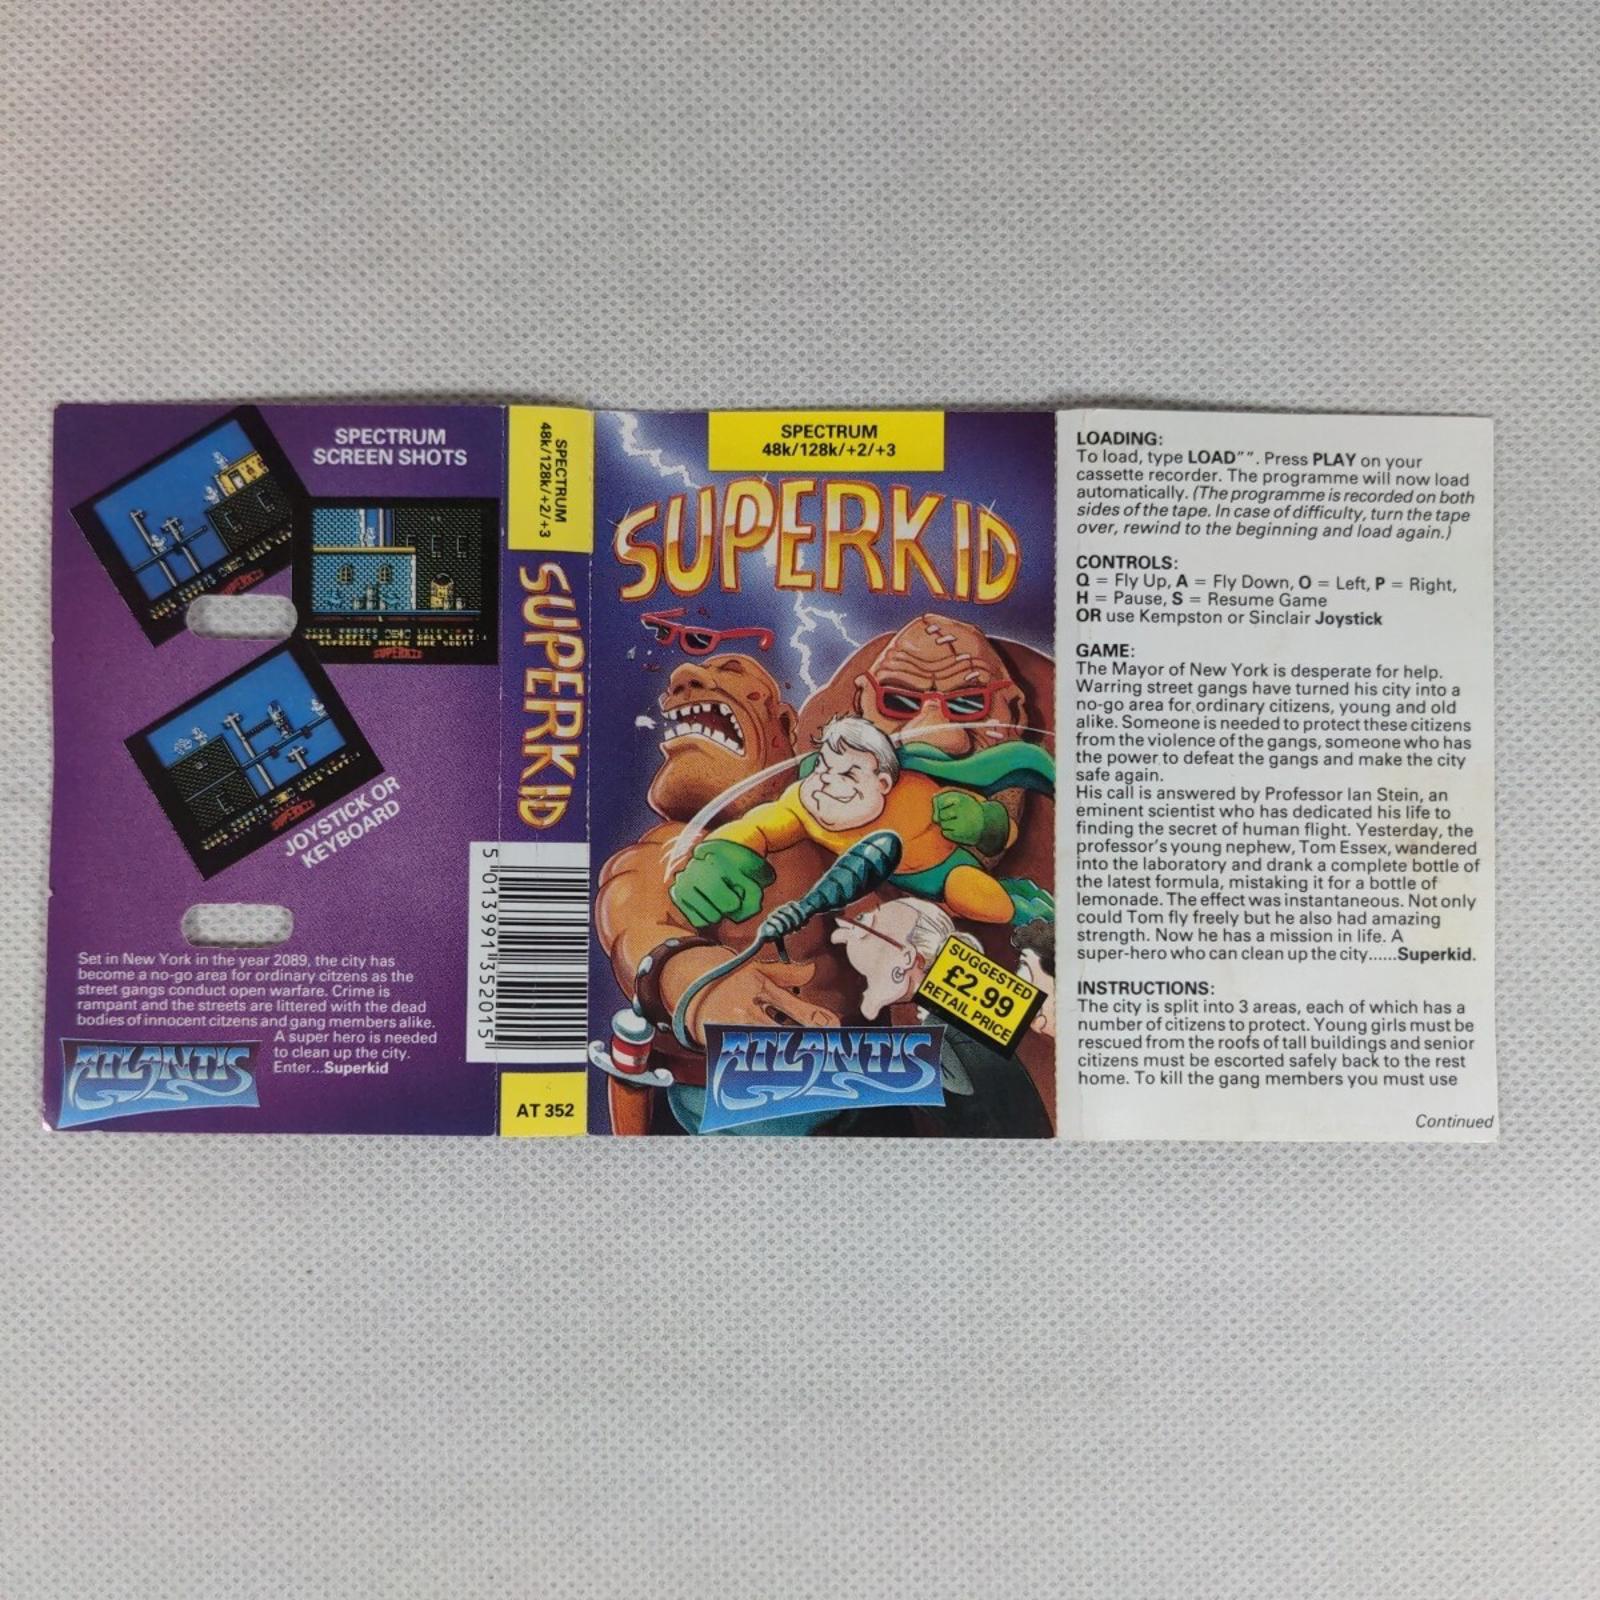 SPECTRUM
SCREEN SHOTS
SUPERKID
SUPERKID
SUPERKID
JOYSTICK OR
KEYBOARD
Set in New York in the year 2089, the city has
become a no-go area for ordinary citzens as the
street gangs conduct open warfare. Crime is
rampant and the streets are littered with the dead
bodies of innocent citzens and gang members alike.
A super hero is needed
to clean up the city.
Enter...Superkid
ATLANTIS
SPECTRUM
48k/128k/+2/+3
SUPERKID
5 013991 352015
AT 352
SPECTRUM
48k/128k/+2/+3
SUPERKID
SUGGESTED
£2.99
RETAIL PRICE
ATLANTIS
LOADING:
To load, type LOAD"". Press PLAY on your
cassette recorder. The programme will now load
automatically. (The programme is recorded on both
sides of the tape. In case of difficulty, turn the tape
over, rewind to the beginning and load again.)
CONTROLS:
Q = Fly Up, A = Fly Down, O = Left, P = Right,
H = Pause, S = Resume Game
OR use Kempston or Sinclair Joystick
GAME:
The Mayor of New York is desperate for help.
Warring street gangs have turned his city into a
no-go area for ordinary citizens, young and old
alike. Someone is needed to protect these citizens
from the violence of the gangs, someone who has
the power to defeat the gangs and make the city
safe again.
His call is answered by Professor Ian Stein, an
eminent scientist who has dedicated his life to
finding the secret of human flight. Yesterday, the
professor's young nephew, Tom Essex, wandered
into the laboratory and drank a complete bottle of
the latest formula, mistaking it for a bottle of
lemonade. The effect was instantaneous. Not only
could Tom fly freely but he also had amazing
strength. Now he has a mission in life. A
super-hero who can clean up the city......Superkid.
INSTRUCTIONS:
The city is split into 3 areas, each of which has a
number of citizens to protect. Young girls must be
rescued from the roofs of tall buildings and senior
citizens must be escorted safely back to the rest
home. To kill the gang members you must use
Continued